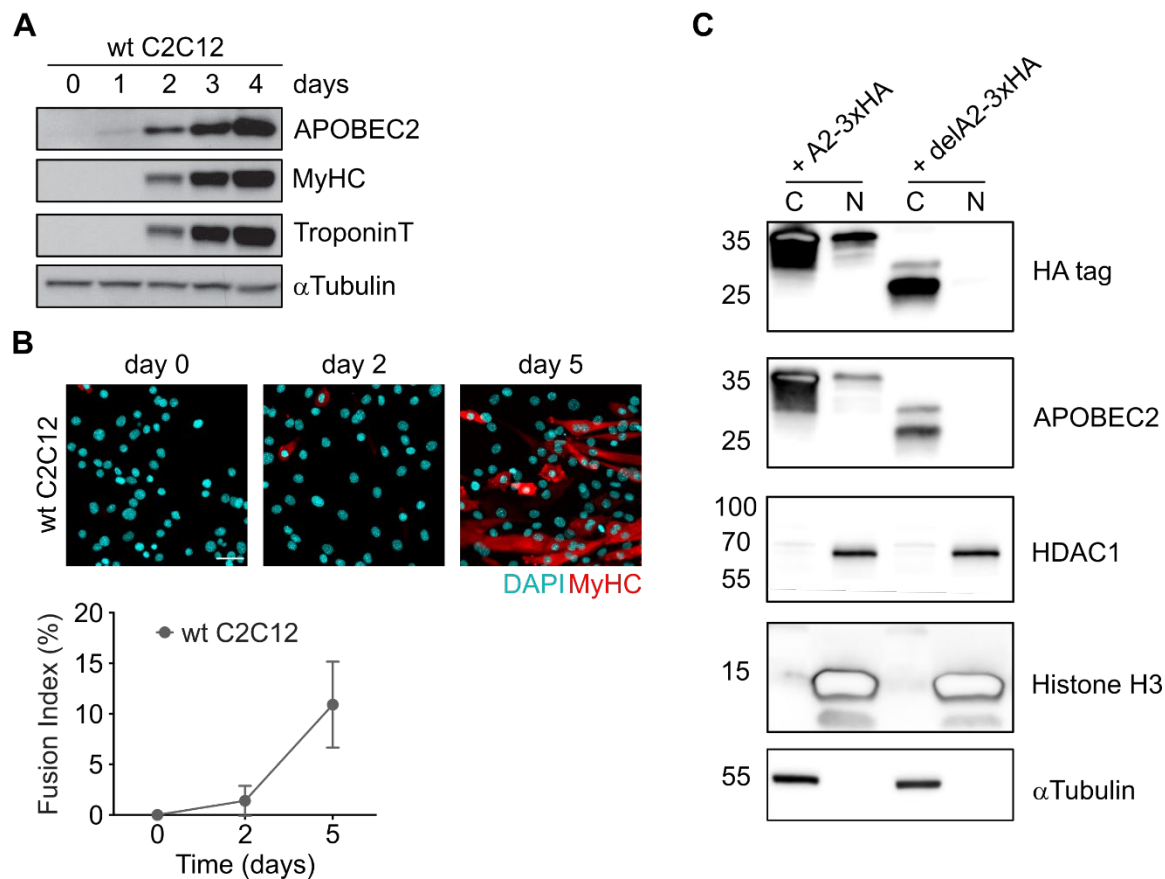 A
wt C2C12
0 1 2 3 4 days
APOBEC2
MyHC
TroponinT
αTubulin
B
day 0 day 2 day 5
wt C2C12
DAPI MyHC
20
15
10
5
0
Fusion Index (%)
wt C2C12
0 2 5
Time (days)
C
+ A2-3xHA + delA2-3xHA
C N C N
35
25
HA tag
35
25
APOBEC2
100
70
55
HDAC1
15
Histone H3
55
αTubulin